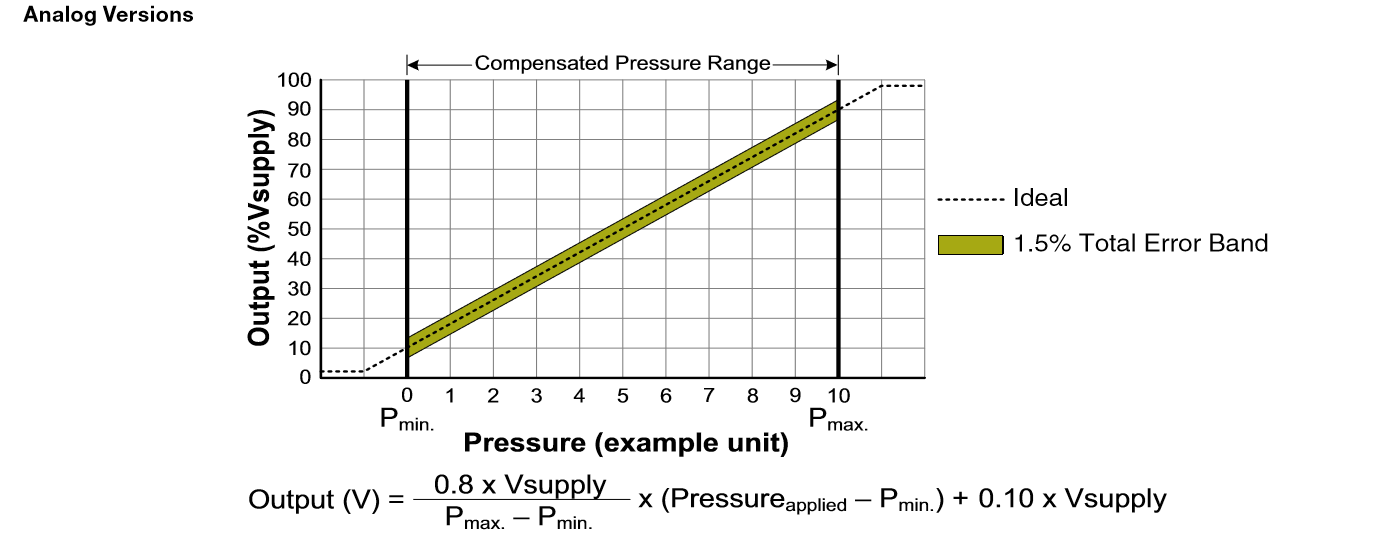 Analog Versions
Compensated Pressure Range
100
90
80
70
60
50
40
30
20
10
0
Output (%Vsupply)
0 1 2 3 4 5 6 7 8 9 10
Pmin. Pmax.
Pressure (example unit)
Ideal
1.5% Total Error Band
Output (V) = 0.8 x Vsupply / Pmax. – Pmin. x (Pressureapplied – Pmin.) + 0.10 x Vsupply